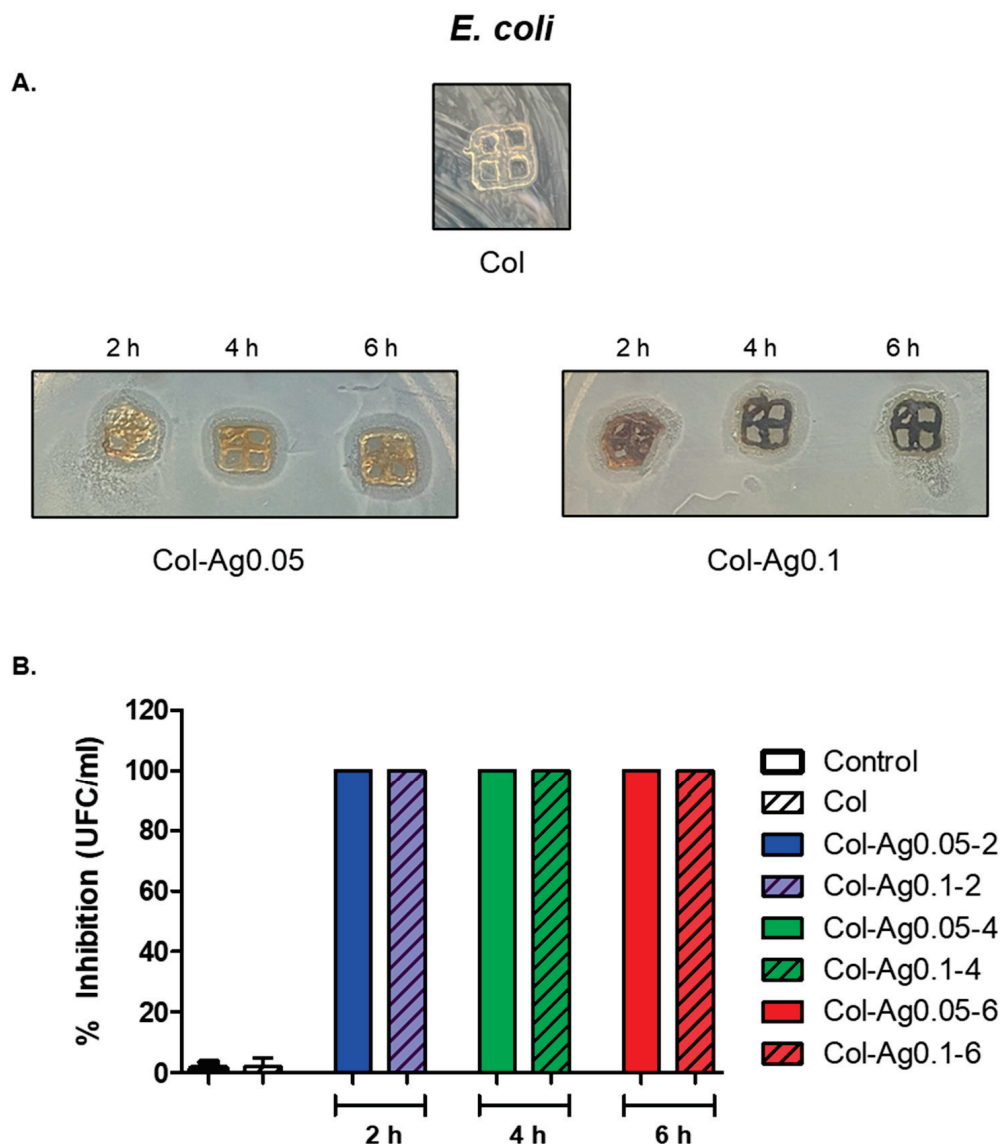 E. coli
A.
Col
2 h 4 h 6 h
2 h 4 h 6 h
Col-Ag0.05
Col-Ag0.1
B.
% Inhibition (UFC/ml)
120
100
80
60
40
20
0
2 h 4 h 6 h
Control
Col
Col-Ag0.05-2
Col-Ag0.1-2
Col-Ag0.05-4
Col-Ag0.1-4
Col-Ag0.05-6
Col-Ag0.1-6